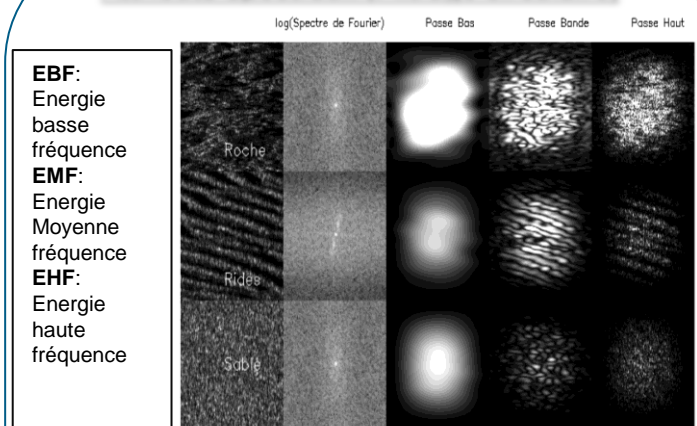 log(Spectre de Fourier) Passe Bas Passe Bande Passe Haut
EBF:
Energie
basse
fréquence
EMF:
Energie
Moyenne
fréquence
EHF:
Energie
haute
fréquence
Roche
Rides
Sable